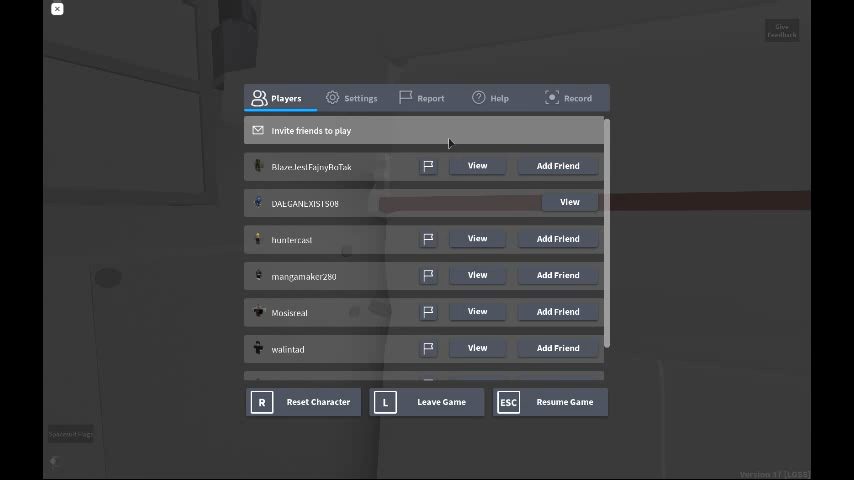 Give
Feedback
Players
Settings
Report
Help
Record
Invite friends to play
BlazeJestFajnyBoTak
View
Add Friend
DAEGANEXISTS08
View
huntercast
View
Add Friend
mangamaker280
View
Add Friend
Mosisreal
View
Add Friend
walintad
View
Add Friend
R Reset Character
L Leave Game
ESC Resume Game